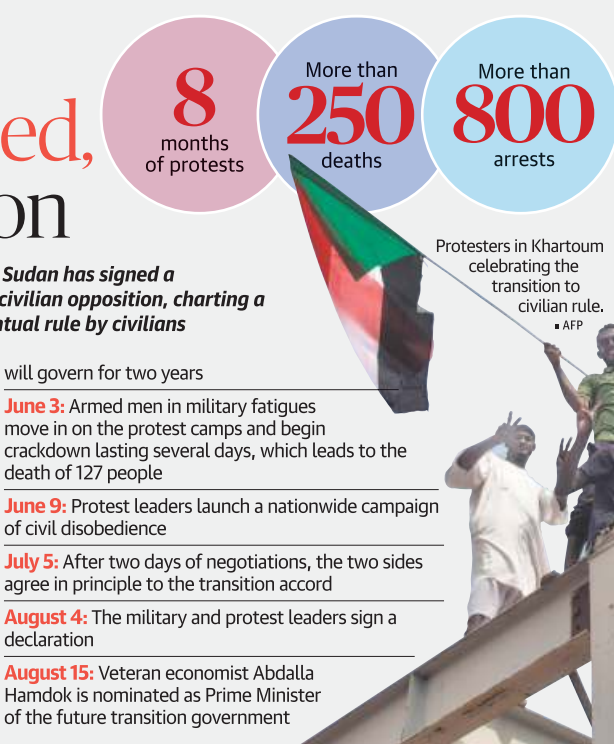 8
months
of protests
More than
250
deaths
More than
800
arrests
ed,
on
Sudan has signed a
civilian opposition, charting a
ntual rule by civilians
Protesters in Khartoum
celebrating the
transition to
civilian rule.
▪ AFP
will govern for two years
June 3: Armed men in military fatigues
move in on the protest camps and begin
crackdown lasting several days, which leads to the
death of 127 people
June 9: Protest leaders launch a nationwide campaign
of civil disobedience
July 5: After two days of negotiations, the two sides
agree in principle to the transition accord
August 4: The military and protest leaders sign a
declaration
August 15: Veteran economist Abdalla
Hamdok is nominated as Prime Minister
of the future transition government